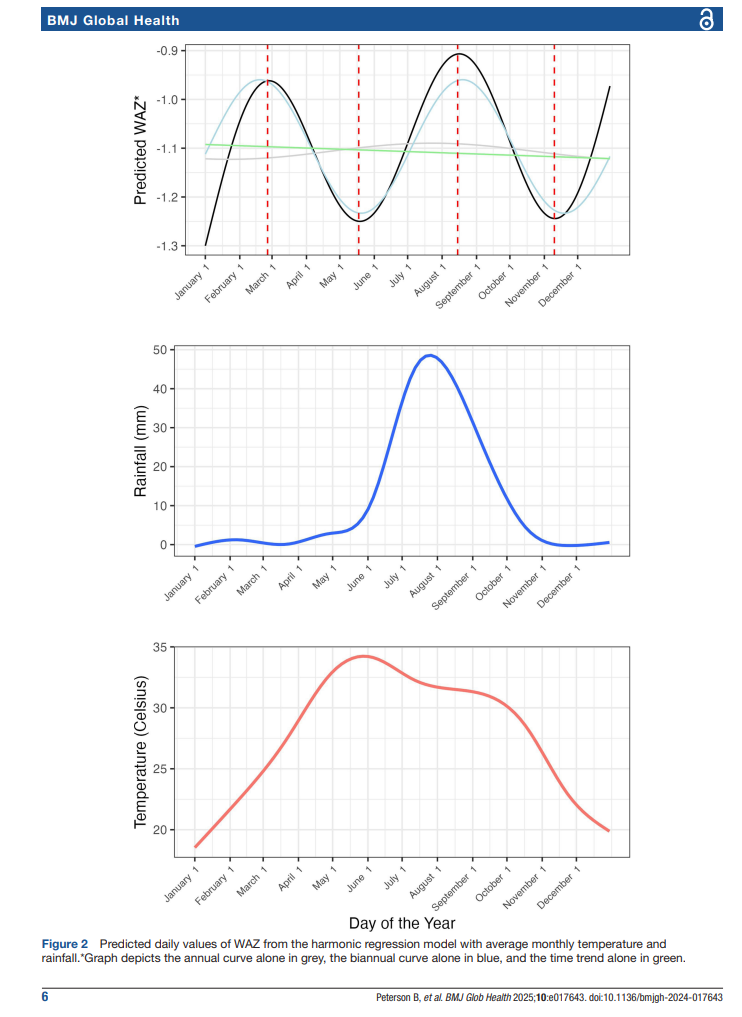 BMJ Global Health
-0.9
-1.0
-1.1
-1.2
-1.3
Predicted WAZ*
January 1
February 1
March 1
April 1
May 1
June 1
July 1
August 1
September 1
October 1
November 1
December 1
50
40
30
20
10
0
Rainfall (mm)
January 1
February 1
March 1
April 1
May 1
June 1
July 1
August 1
September 1
October 1
November 1
December 1
35
30
25
20
Temperature (Celsius)
January 1
February 1
March 1
April 1
May 1
June 1
July 1
August 1
September 1
October 1
November 1
December 1
Day of the Year
Figure 2 Predicted daily values of WAZ from the harmonic regression model with average monthly temperature and
rainfall.*Graph depicts the annual curve alone in grey, the biannual curve alone in blue, and the time trend alone in green.
6 Peterson B, et al. BMJ Glob Health 2025;10:e017643. doi:10.1136/bmjgh-2024-017643